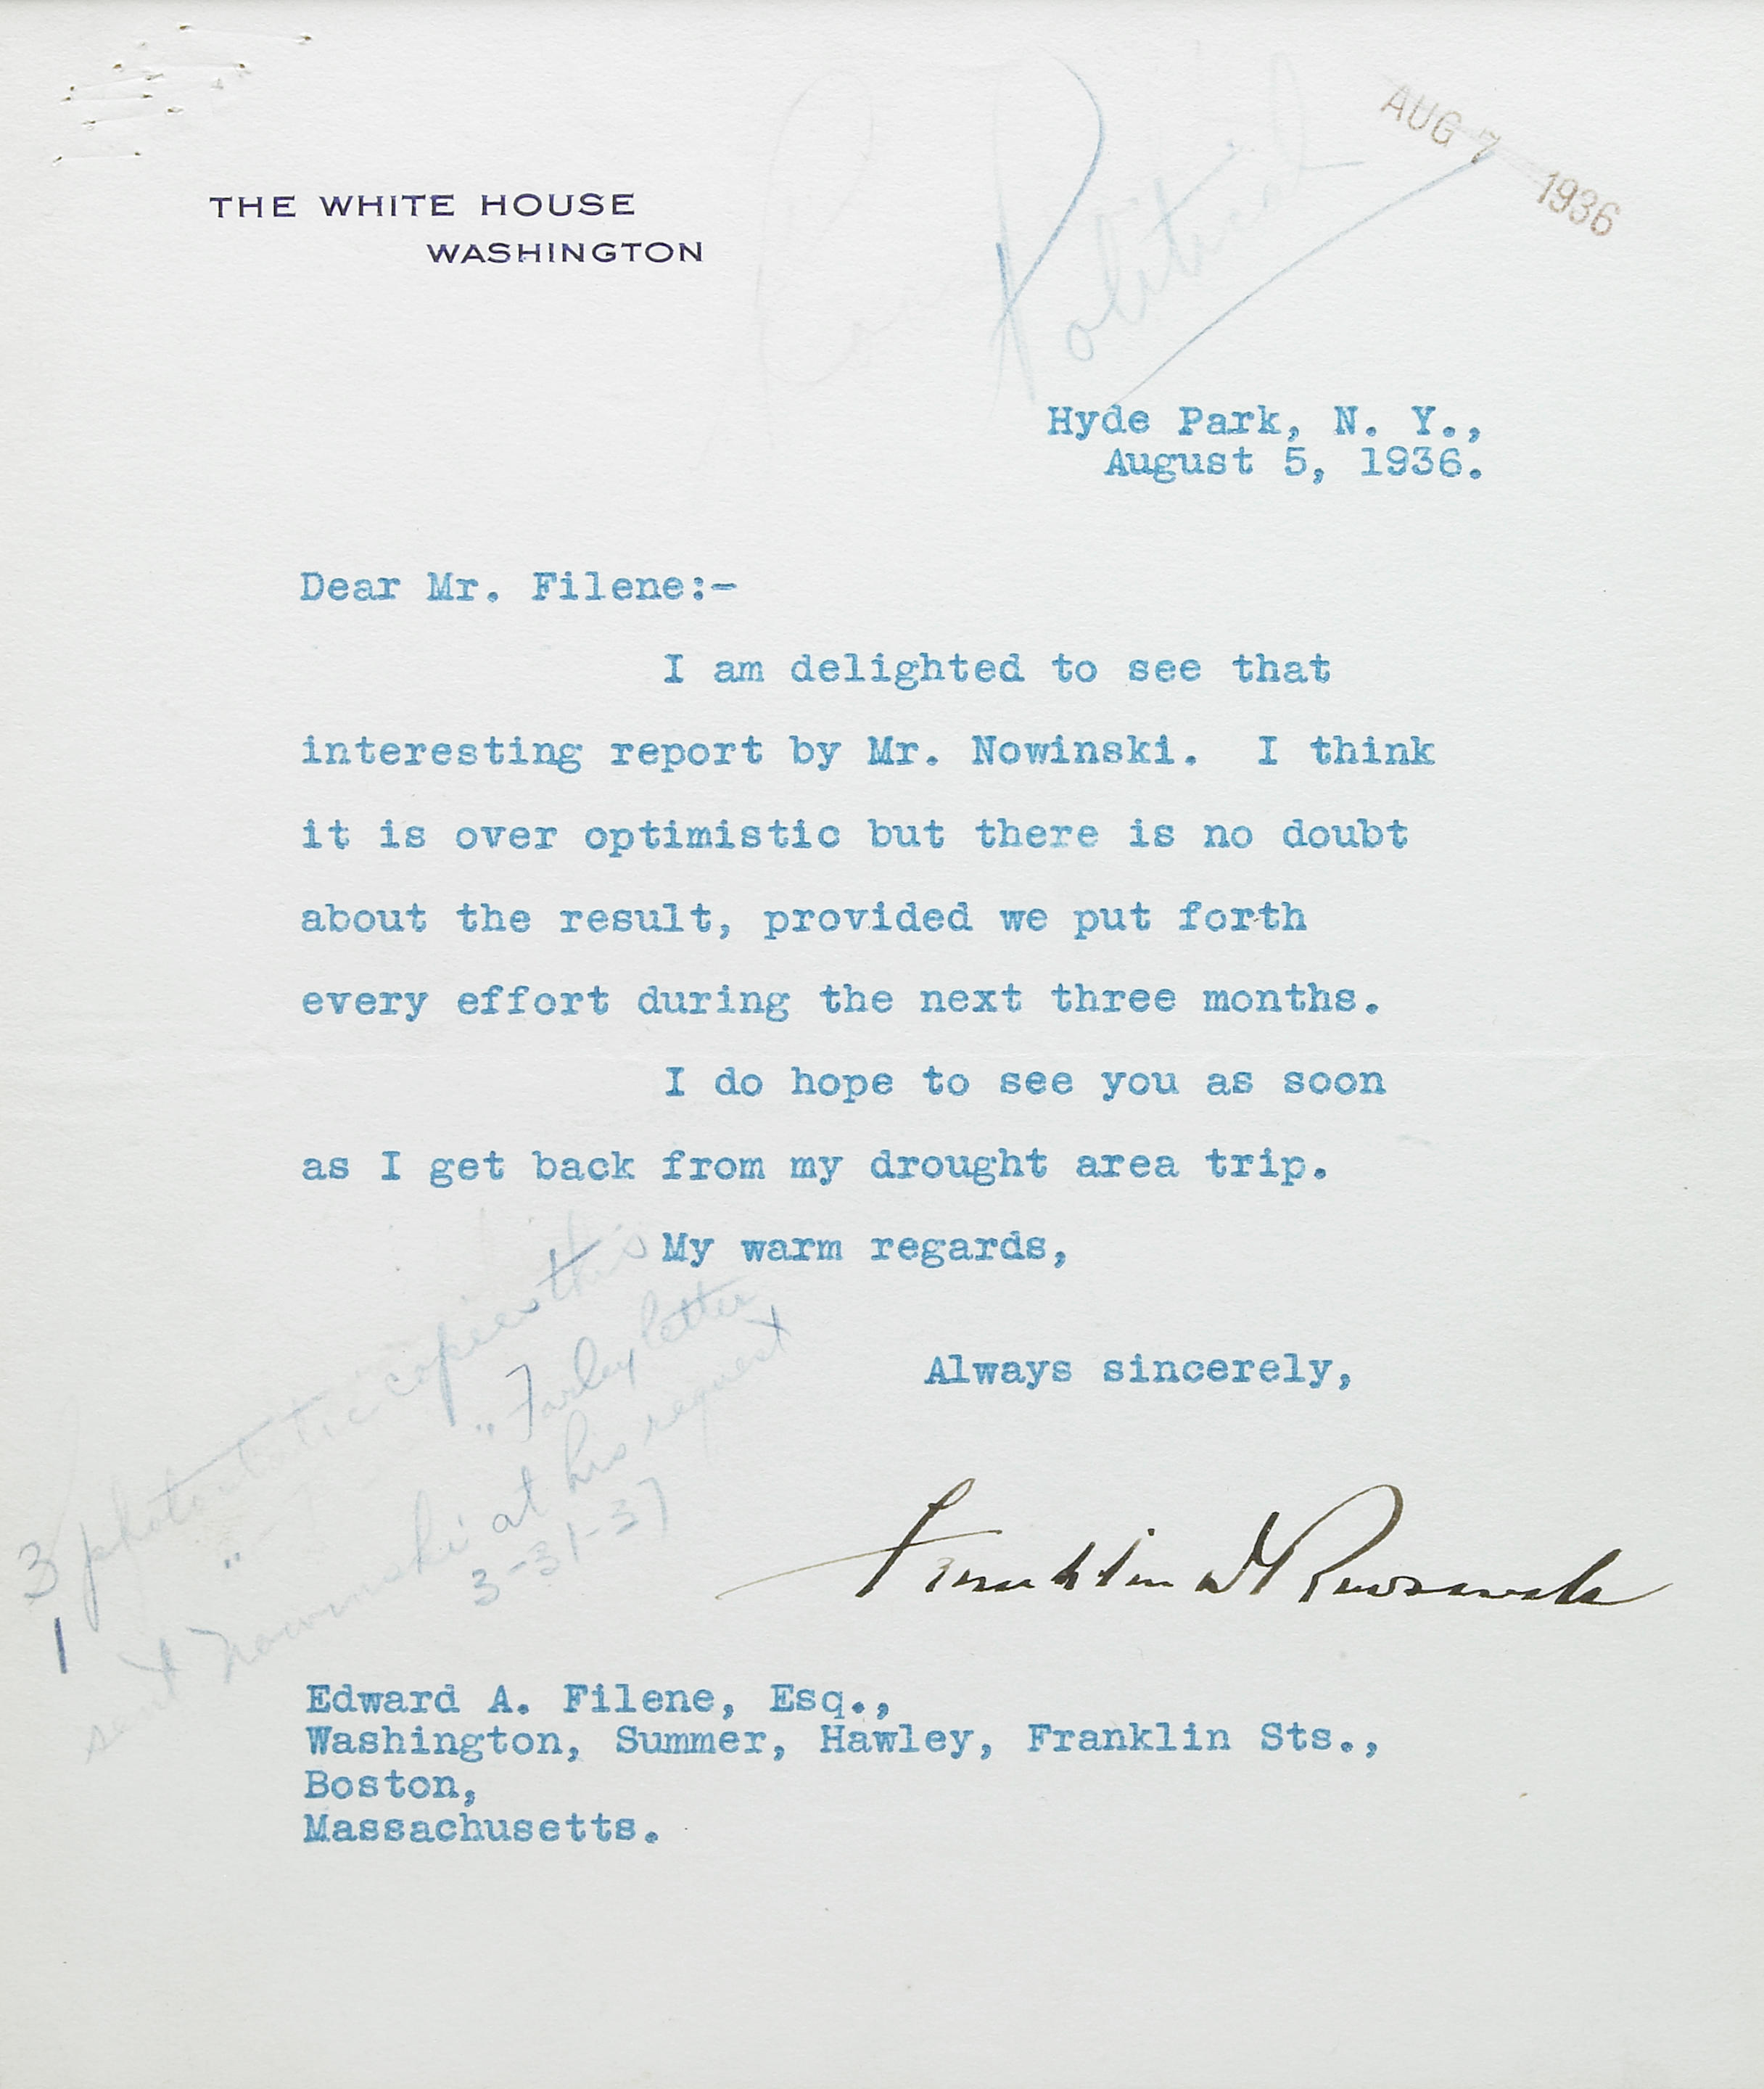 AUG 7 1936
Political
THE WHITE HOUSE
WASHINGTON
Hyde Park, N. Y.,
August 5, 1936.
Dear Mr. Filene:-
I am delighted to see that
interesting report by Mr. Nowinski.  I think
it is over optimistic but there is no doubt
about the result, provided we put forth
every effort during the next three months.
I do hope to see you as soon
as I get back from my drought area trip.
My warm regards,
Always sincerely,
Franklin D Roosevelt
3 photostatic copies this
1 " " Farley letter
sent Nowinski at his request
3-31-37
Edward A. Filene, Esq.,
Washington, Summer, Hawley, Franklin Sts.,
Boston,
Massachusetts.